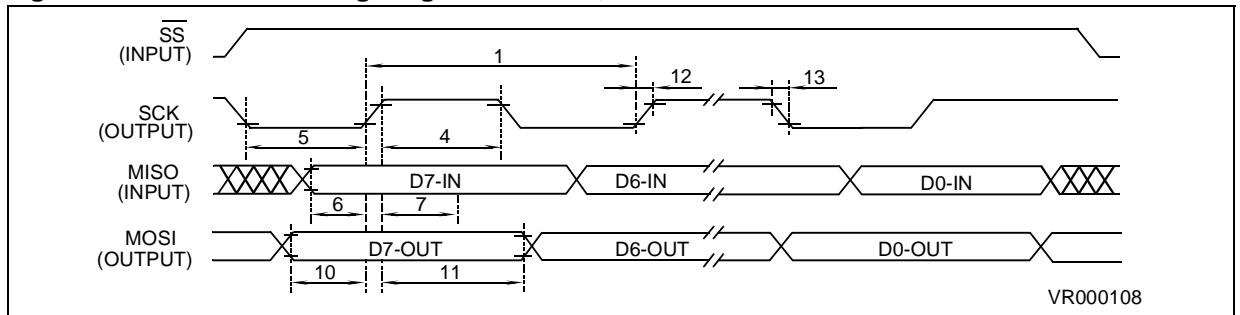 SS
(INPUT)
1
12
13
SCK
(OUTPUT)
5
4
MISO
(INPUT)
D7-IN
D6-IN
D0-IN
6
7
MOSI
(OUTPUT)
D7-OUT
D6-OUT
D0-OUT
10
11
VR000108